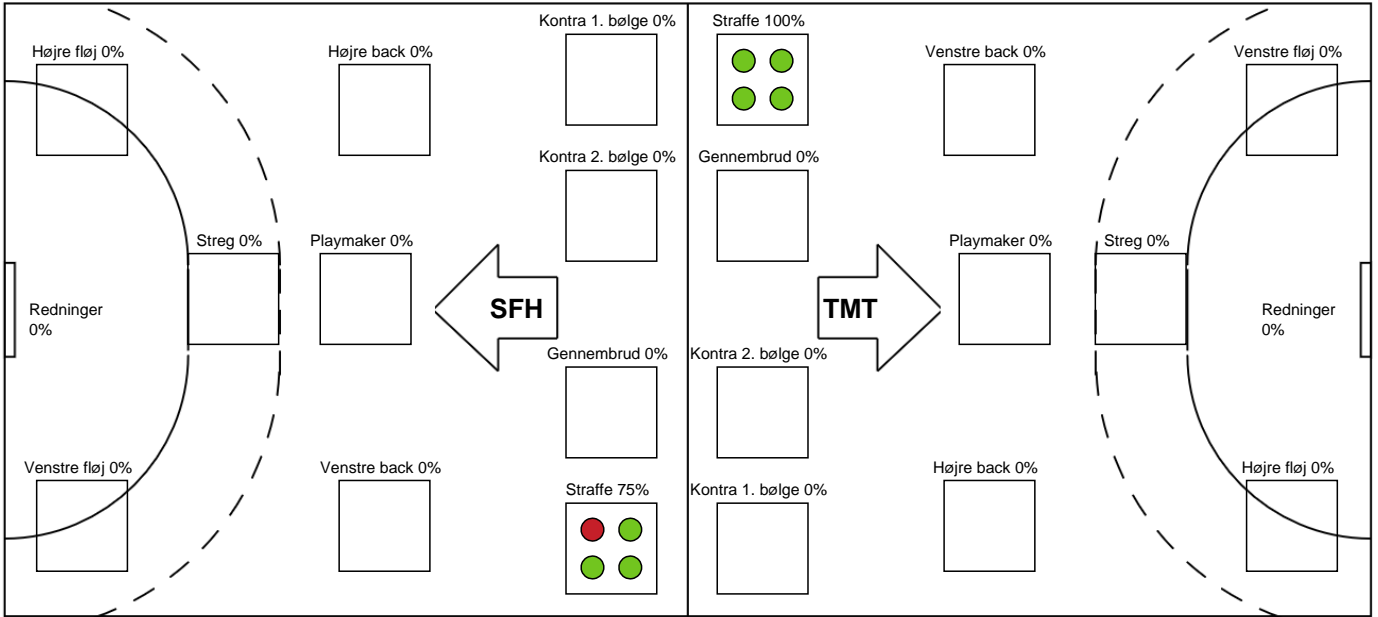 Kontra 1. bølge 0%
Straffe 100%
Højre fløj 0%
Højre back 0%
Venstre back 0%
Venstre fløj 0%
Kontra 2. bølge 0%
Gennembrud 0%
Streg 0%
Playmaker 0%
Playmaker 0%
Streg 0%
Redninger
0%
SFH
TMT
Redninger
0%
Gennembrud 0%
Kontra 2. bølge 0%
Venstre fløj 0%
Venstre back 0%
Højre back 0%
Højre fløj 0%
Straffe 75%
Kontra 1. bølge 0%